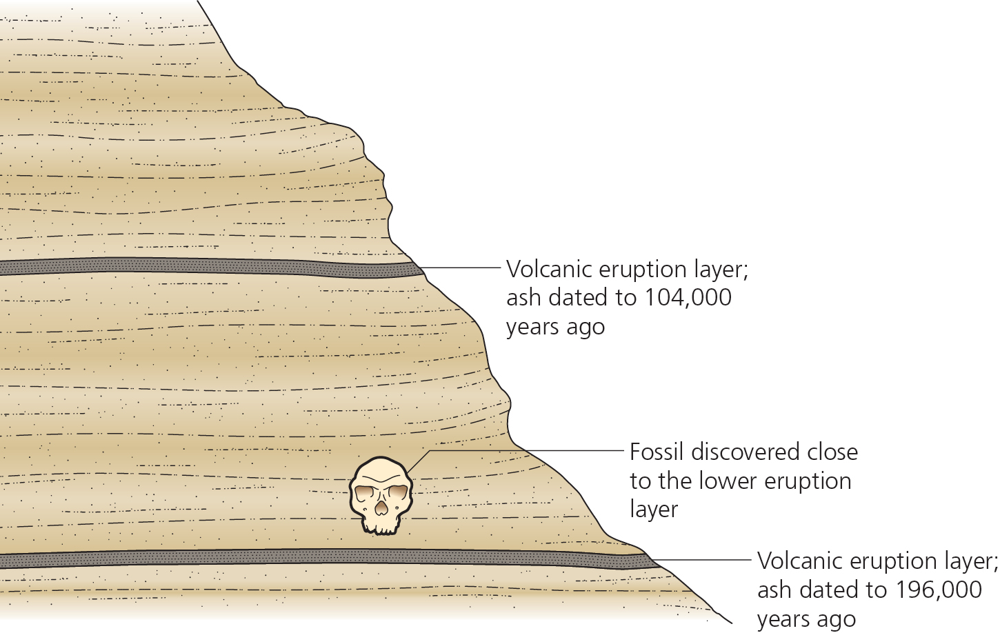 Volcanic eruption layer;
ash dated to 104,000
years ago
Fossil discovered close
to the lower eruption
layer
Volcanic eruption layer;
ash dated to 196,000
years ago